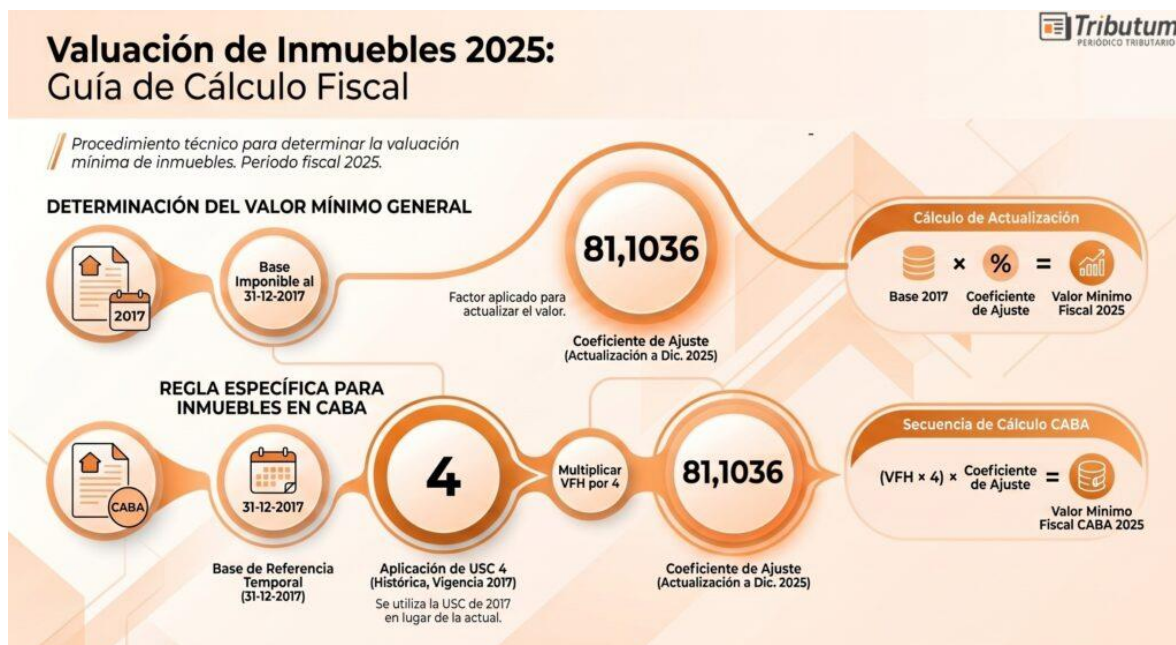 Tributum
PERIÓDICO TRIBUTARIO
Valuación de Inmuebles 2025:
Guía de Cálculo Fiscal
Procedimiento técnico para determinar la valuación
mínima de inmuebles. Periodo fiscal 2025.
DETERMINACIÓN DEL VALOR MÍNIMO GENERAL
2017
Base
Imponible al
31-12-2017
Factor aplicado para
actualizar el valor.
81,1036
Coeficiente de Ajuste
(Actualización a Dic. 2025)
Cálculo de Actualización
× % =
Base 2017 Coeficiente de Ajuste Valor Minimo Fiscal 2025
REGLA ESPECÍFICA PARA
INMUEBLES EN CABA
CABA
31-12-2017
Base de Referencia
Temporal
(31-12-2017)
4
Aplicación de USC 4
(Histórica, Vigencia 2017)
Se utiliza la USC de 2017
en lugar de la actual.
Multiplicar
VFH por 4
81,1036
Coeficiente de Ajuste
(Actualización a Dic. 2025)
Secuencia de Cálculo CABA
(VFH × 4) × Coeficiente de Ajuste =
Valor Minimo
Fiscal CABA 2025